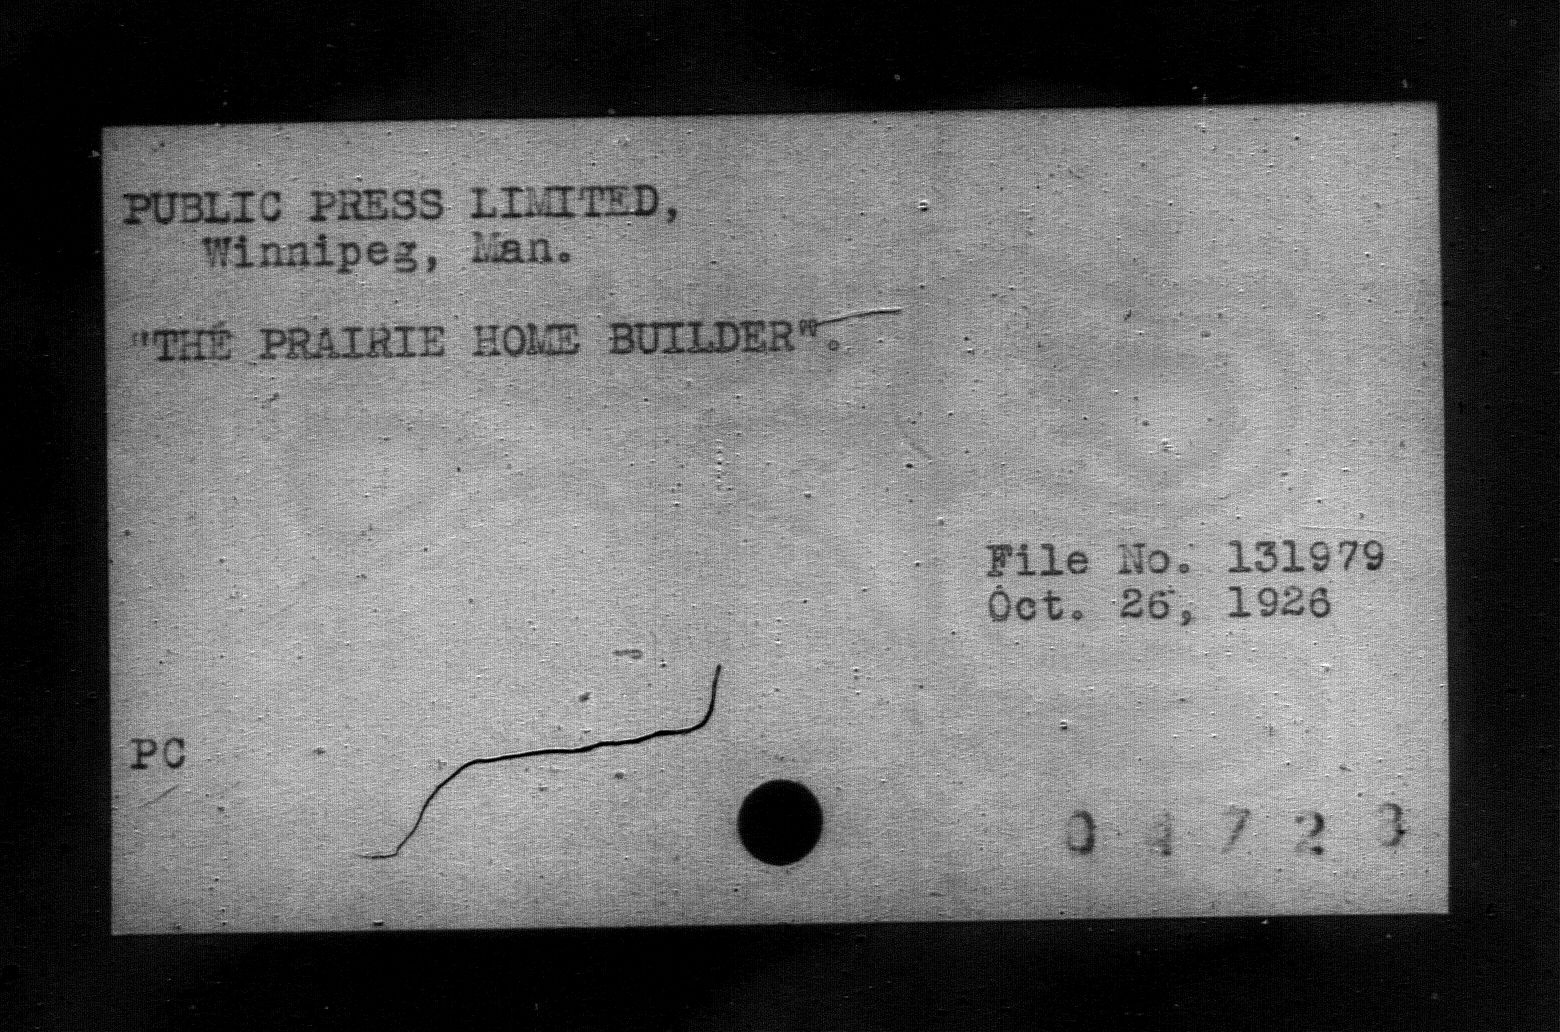 PUBLIC PRESS LIMITED,
Winnipeg, Man.
"THE PRAIRIE HOME BUILDER".
File No. 131979
Oct. 26, 1926
PC